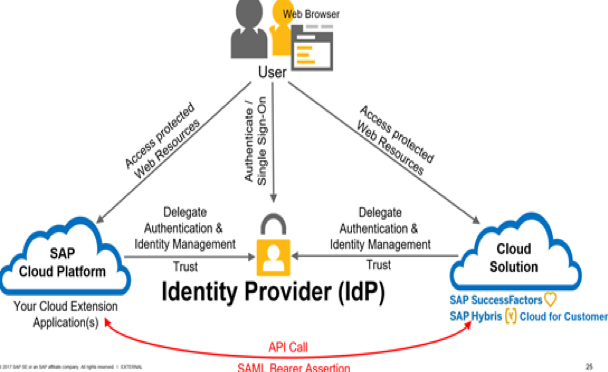 Web Browser
User
Access protected
Web Resources
Authenticate /
Single Sign-On
Access protected
Web Resources
Delegate
Authentication &
Identity Management
Trust
Delegate
Authentication &
Identity Management
Trust
SAP
Cloud Platform
Cloud
Solution
Your Cloud Extension
Application(s)
Identity Provider (IdP)
SAP SuccessFactors
SAP Hybris Cloud for Customer
API Call
SAML Bearer Assertion
© 2017 SAP SE or an SAP affiliate company. All rights reserved. I EXTERNAL
25